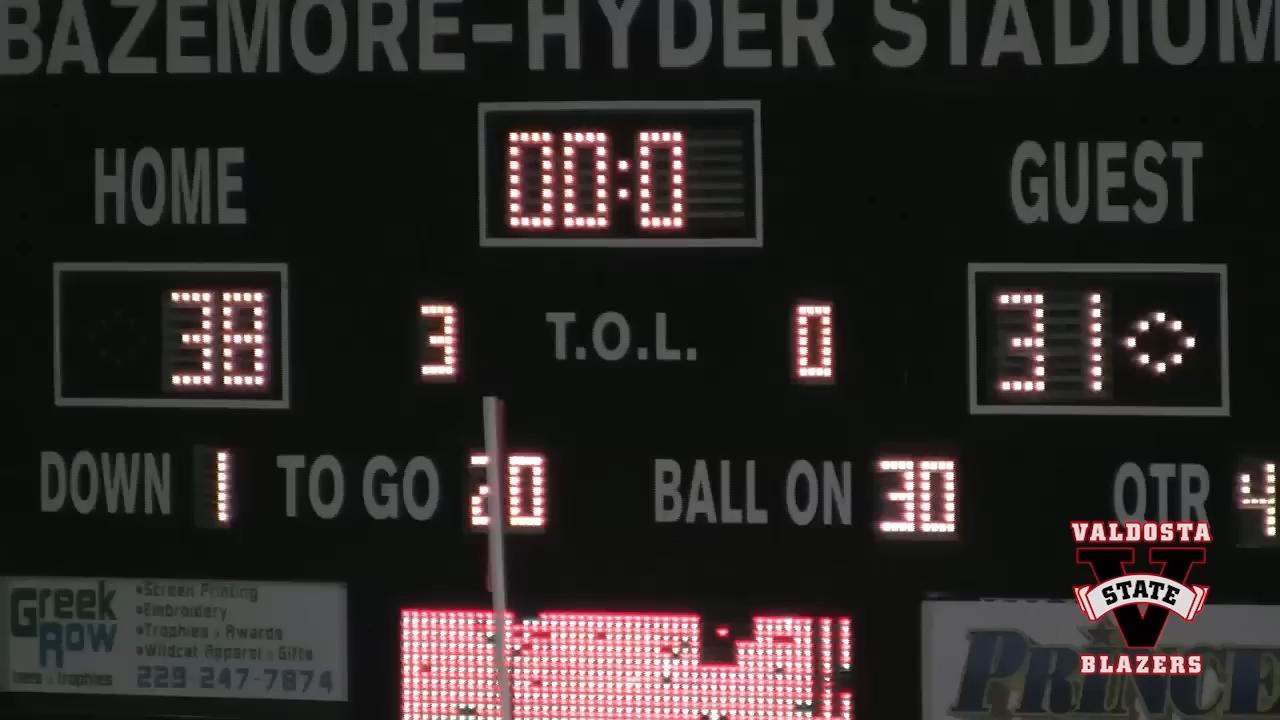 BAZEMORE-HYDER STADIUM
00:0
HOME
GUEST
38 3 T.O.L. 0 31
DOWN 1 TO GO 20 BALL ON 30 QTR 4
Greek Row
•Screen Printing
•Embroidery
•Trophies & Awards
•Wildcat Apparel & Gifts
tees & trophies
229 247-7874
PRINCE
VALDOSTA
STATE
BLAZERS